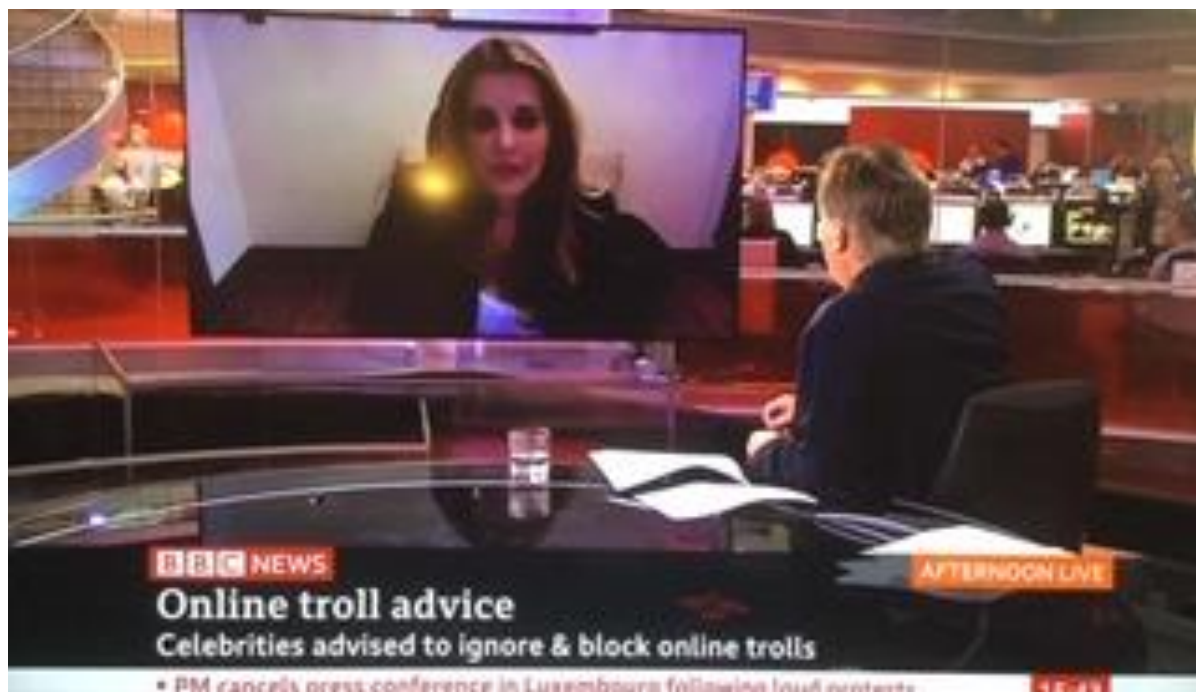 BBC NEWS
AFTERNOON LIVE
Online troll advice
Celebrities advised to ignore & block online trolls
• PM cancels press conference in Luxembourg following loud protests